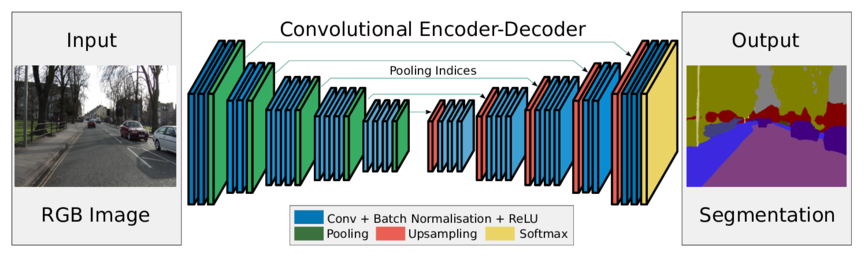 Input
Convolutional Encoder-Decoder
Output
Pooling Indices
RGB Image
Segmentation
Conv + Batch Normalisation + ReLU
Pooling
Upsampling
Softmax